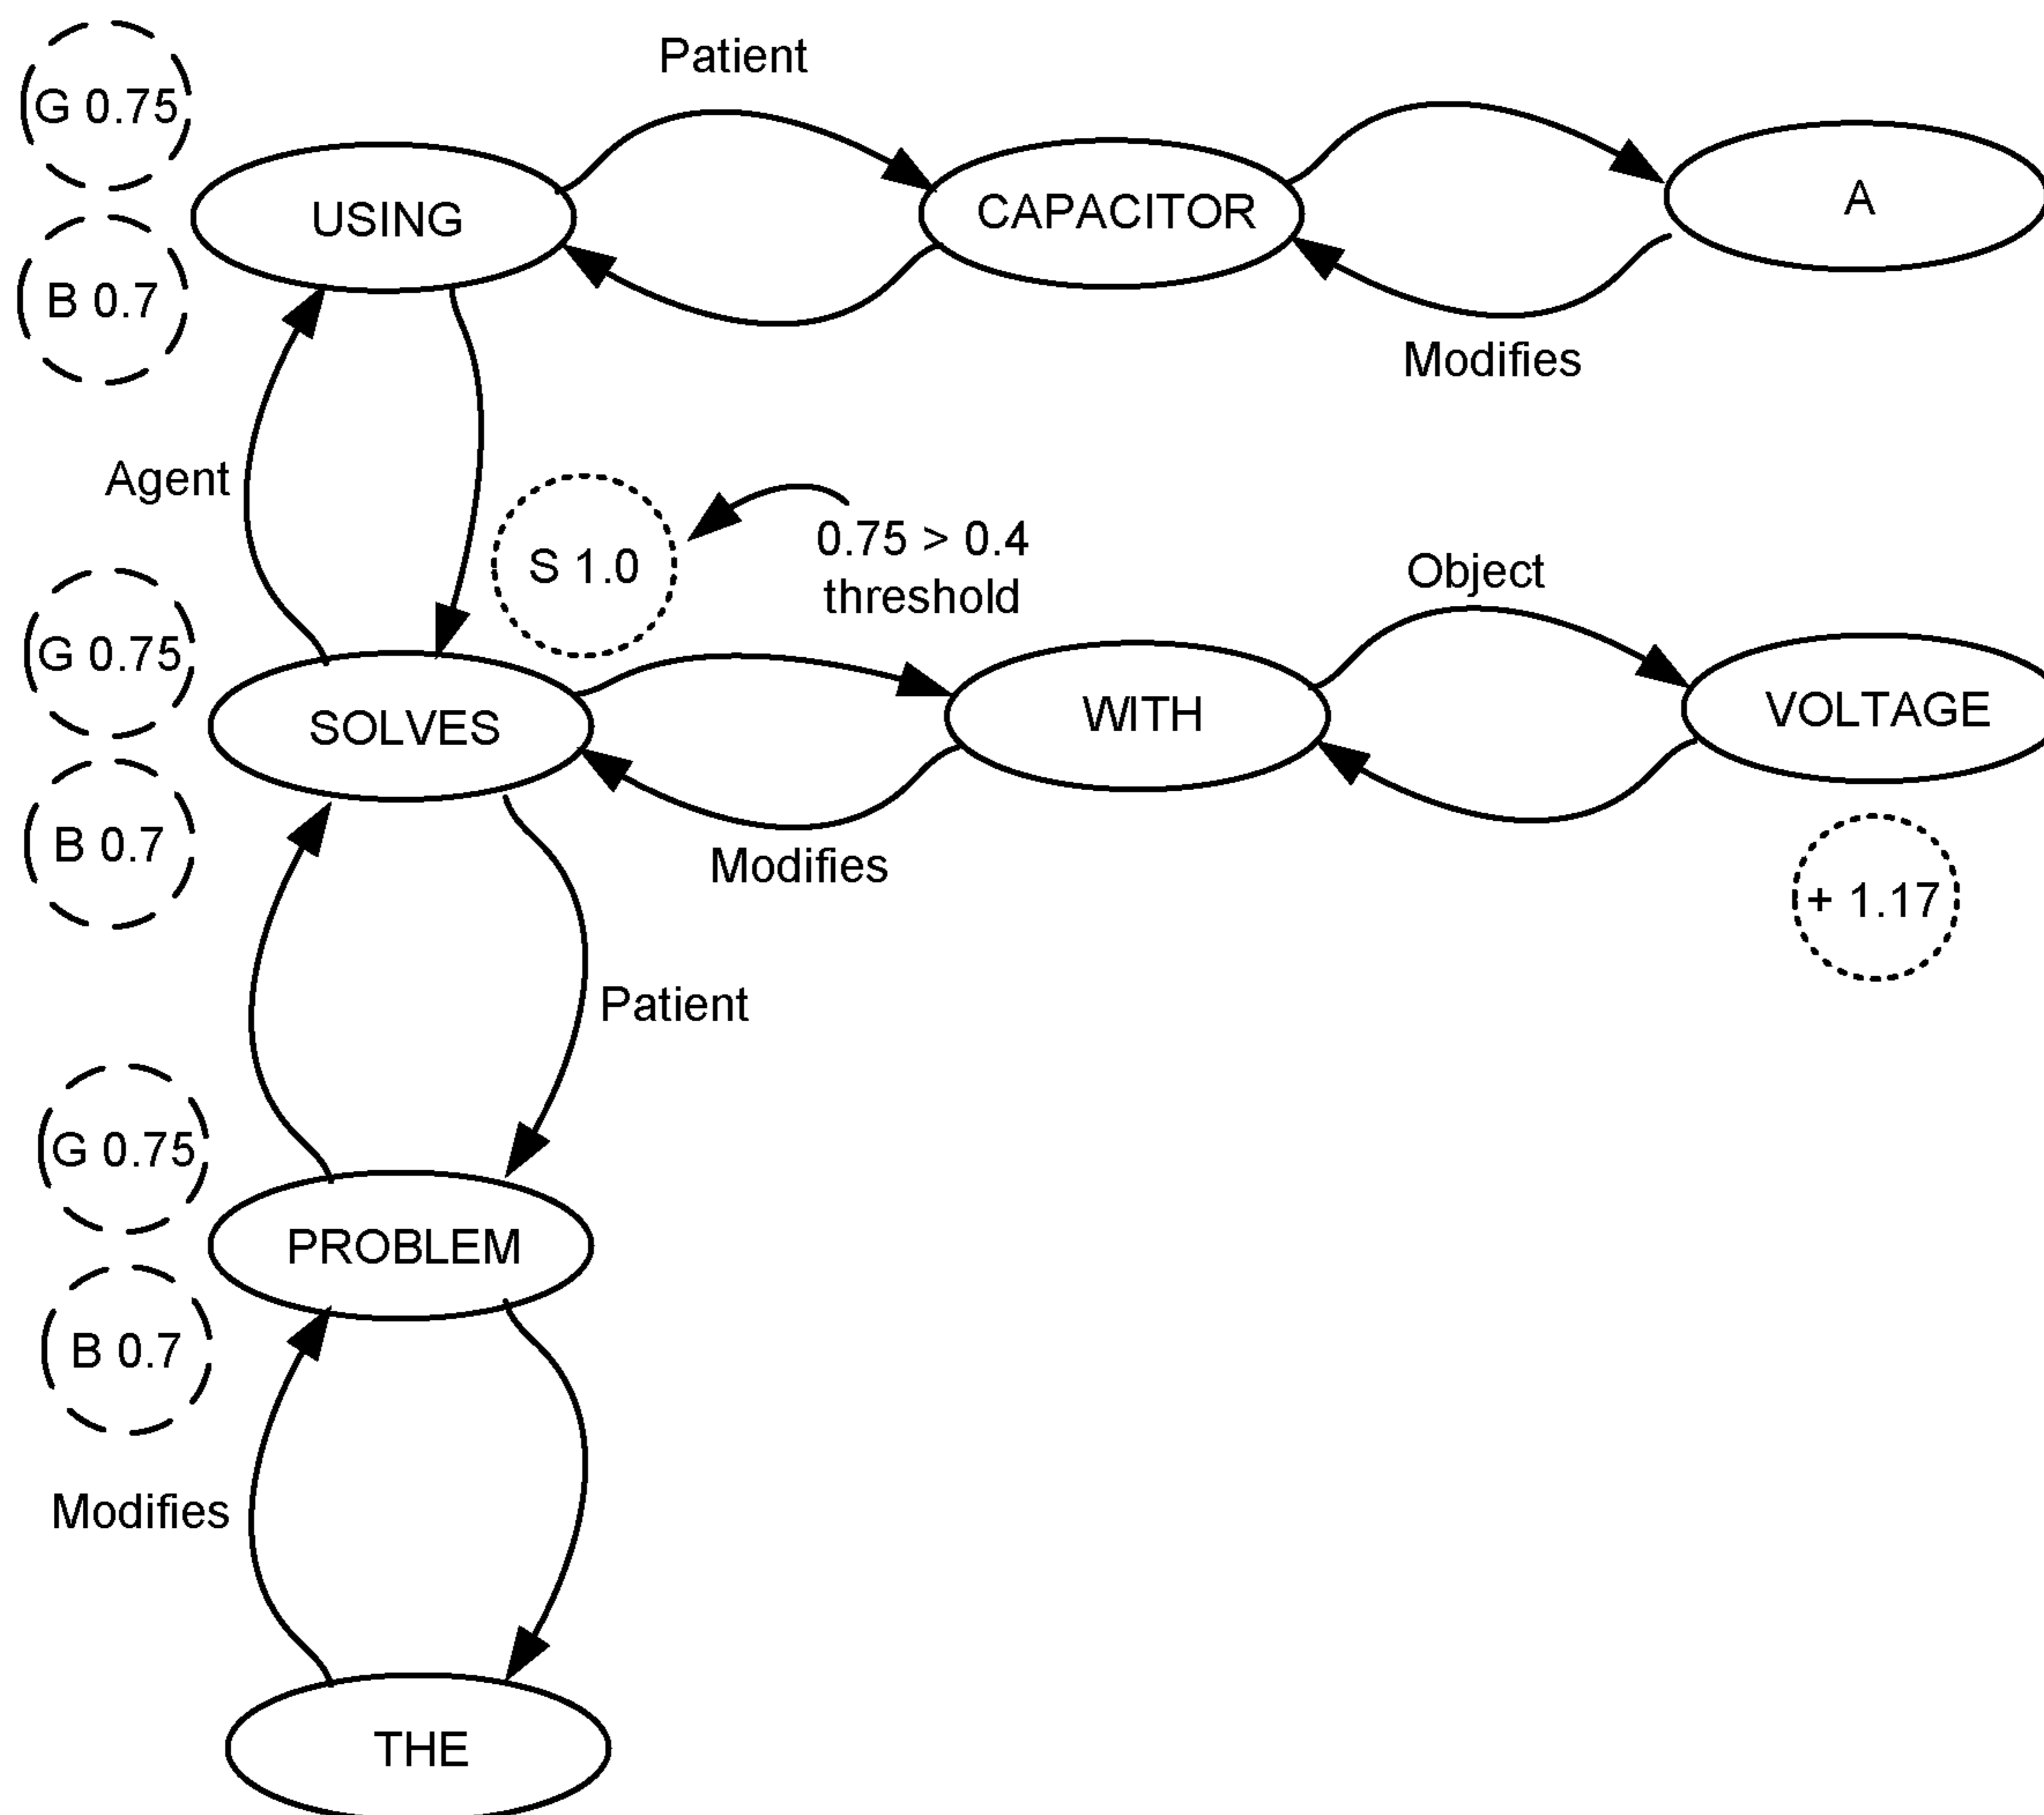 Patient
G 0.75
USING
CAPACITOR
A
B 0.7
Modifies
Agent
S 1.0
0.75 > 0.4
threshold
Object
G 0.75
SOLVES
WITH
VOLTAGE
B 0.7
Modifies
+ 1.17
Patient
G 0.75
PROBLEM
B 0.7
Modifies
THE